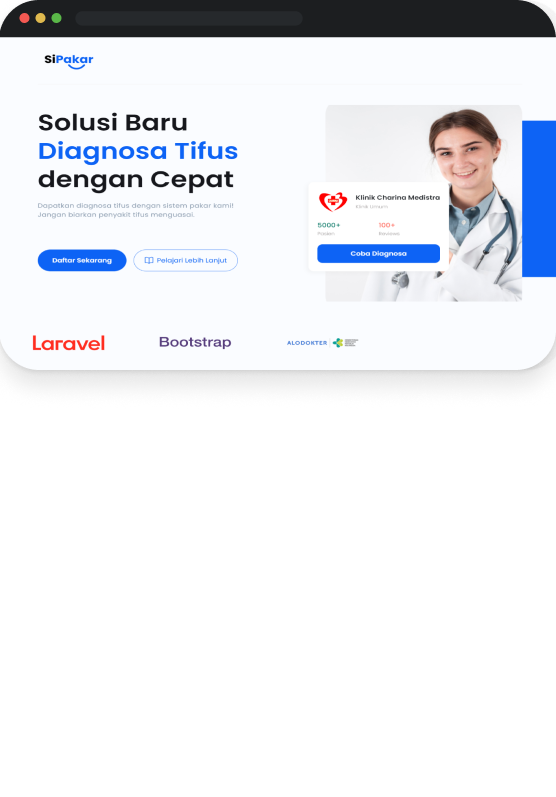 SiPakar
Solusi Baru
Diagnosa Tifus
dengan Cepat
Dapatkan diagnosa tifus dengan sistem pakar kami!
Jangan biarkan penyakit tifus menguasai.
Daftar Sekarang
Pelajari Lebih Lanjut
Klinik Charina Medistra
Klinik Umum
5000+
100+
Pasien
Coba Diagnosa
Laravel
Bootstrap
ALODOKTER